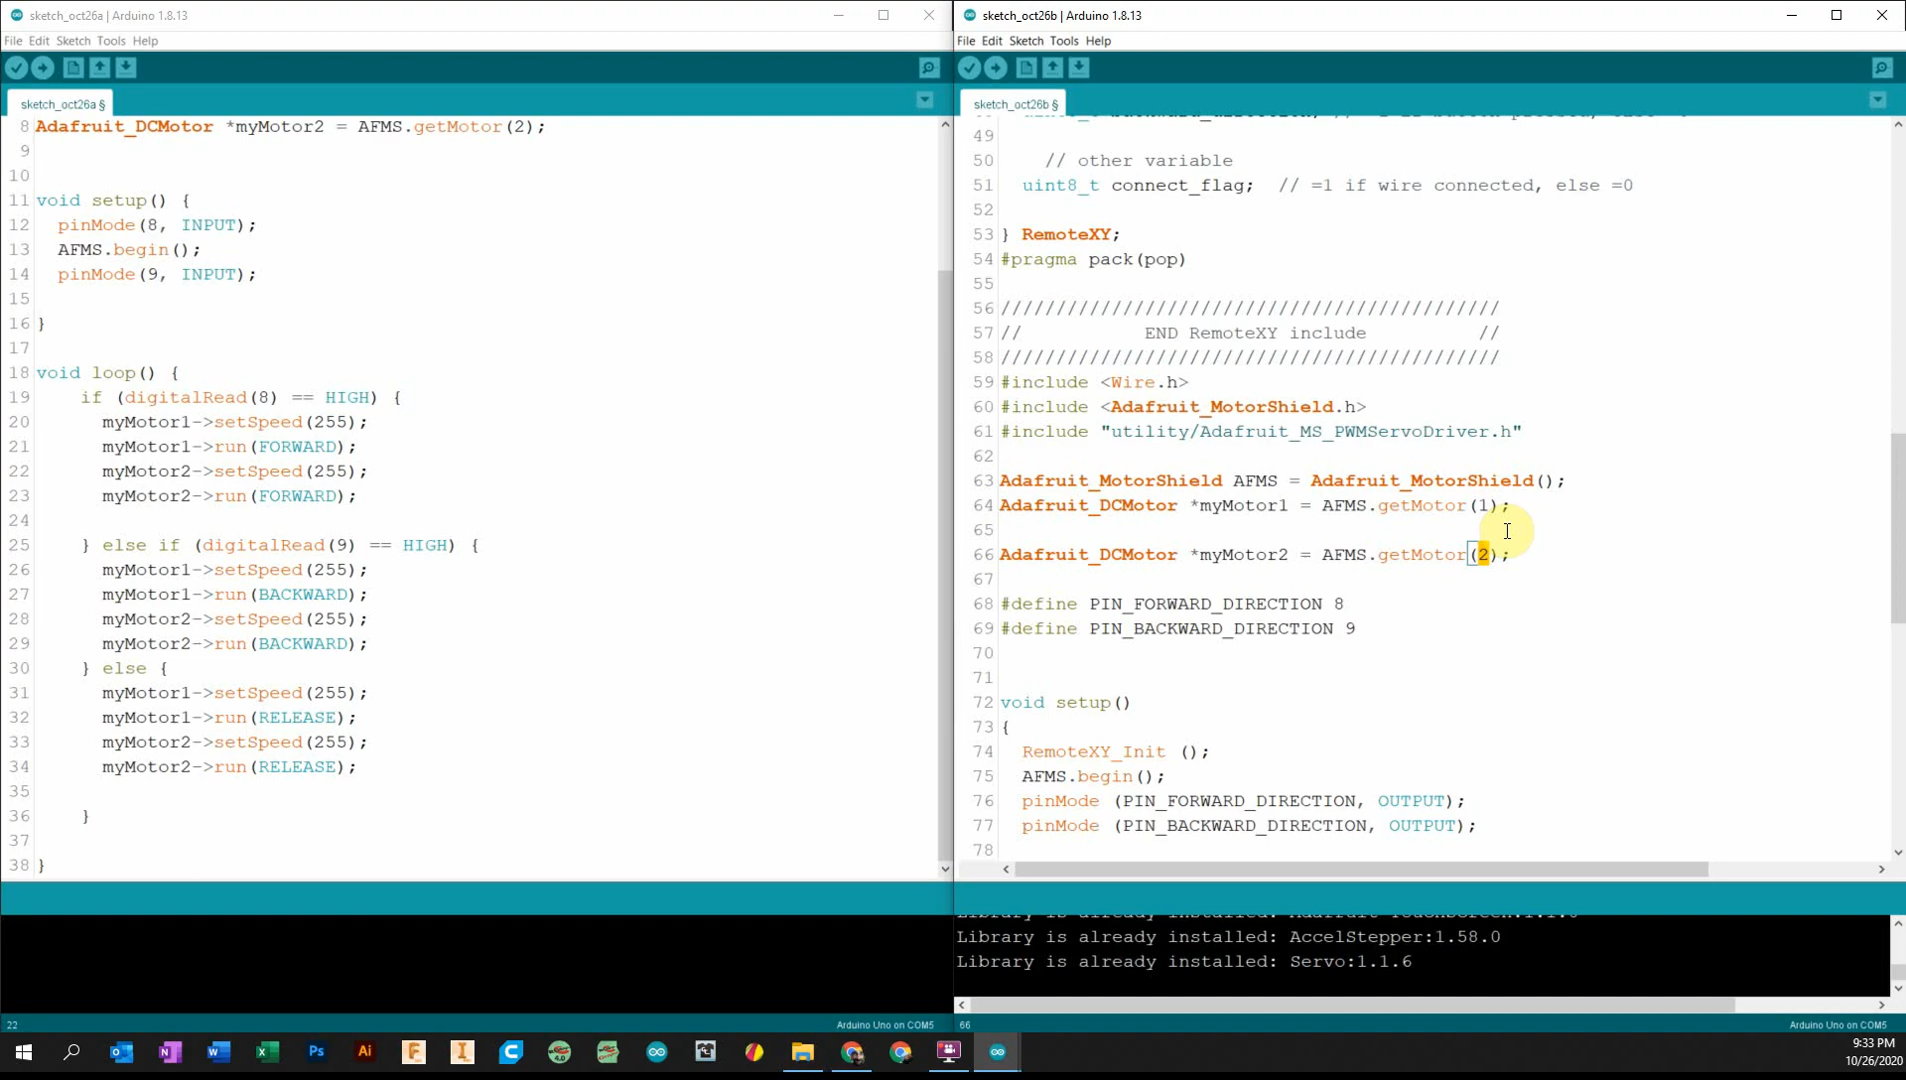 sketch_oct26a | Arduino 1.8.13
File Edit Sketch Tools Help
sketch_oct26a §
8 Adafruit_DCMotor *myMotor2 = AFMS.getMotor(2);
9
10
11 void setup() {
12 pinMode(8, INPUT);
13 AFMS.begin();
14 pinMode(9, INPUT);
15
16 }
17
18 void loop() {
19 if (digitalRead(8) == HIGH) {
20 myMotor1->setSpeed(255);
21 myMotor1->run(FORWARD);
22 myMotor2->setSpeed(255);
23 myMotor2->run(FORWARD);
24
25 } else if (digitalRead(9) == HIGH) {
26 myMotor1->setSpeed(255);
27 myMotor1->run(BACKWARD);
28 myMotor2->setSpeed(255);
29 myMotor2->run(BACKWARD);
30 } else {
31 myMotor1->setSpeed(255);
32 myMotor1->run(RELEASE);
33 myMotor2->setSpeed(255);
34 myMotor2->run(RELEASE);
35
36 }
37
38 }
22
Arduino Uno on COM5
sketch_oct26b | Arduino 1.8.13
File Edit Sketch Tools Help
sketch_oct26b §
49
50 // other variable
51 uint8_t connect_flag; // =1 if wire connected, else =0
52
53 } RemoteXY;
54 #pragma pack(pop)
55
56 /////////////////////////////////////////////
57 // END RemoteXY include //
58 /////////////////////////////////////////////
59 #include <Wire.h>
60 #include <Adafruit_MotorShield.h>
61 #include "utility/Adafruit_MS_PWMServoDriver.h"
62
63 Adafruit_MotorShield AFMS = Adafruit_MotorShield();
64 Adafruit_DCMotor *myMotor1 = AFMS.getMotor(1);
65
66 Adafruit_DCMotor *myMotor2 = AFMS.getMotor(2);
67
68 #define PIN_FORWARD_DIRECTION 8
69 #define PIN_BACKWARD_DIRECTION 9
70
71
72 void setup()
73 {
74 RemoteXY_Init ();
75 AFMS.begin();
76 pinMode (PIN_FORWARD_DIRECTION, OUTPUT);
77 pinMode (PIN_BACKWARD_DIRECTION, OUTPUT);
78
Library is already installed: AccelStepper:1.58.0
Library is already installed: Servo:1.1.6
66
Arduino Uno on COM5
Ps
Ai
9:33 PM
10/26/2020